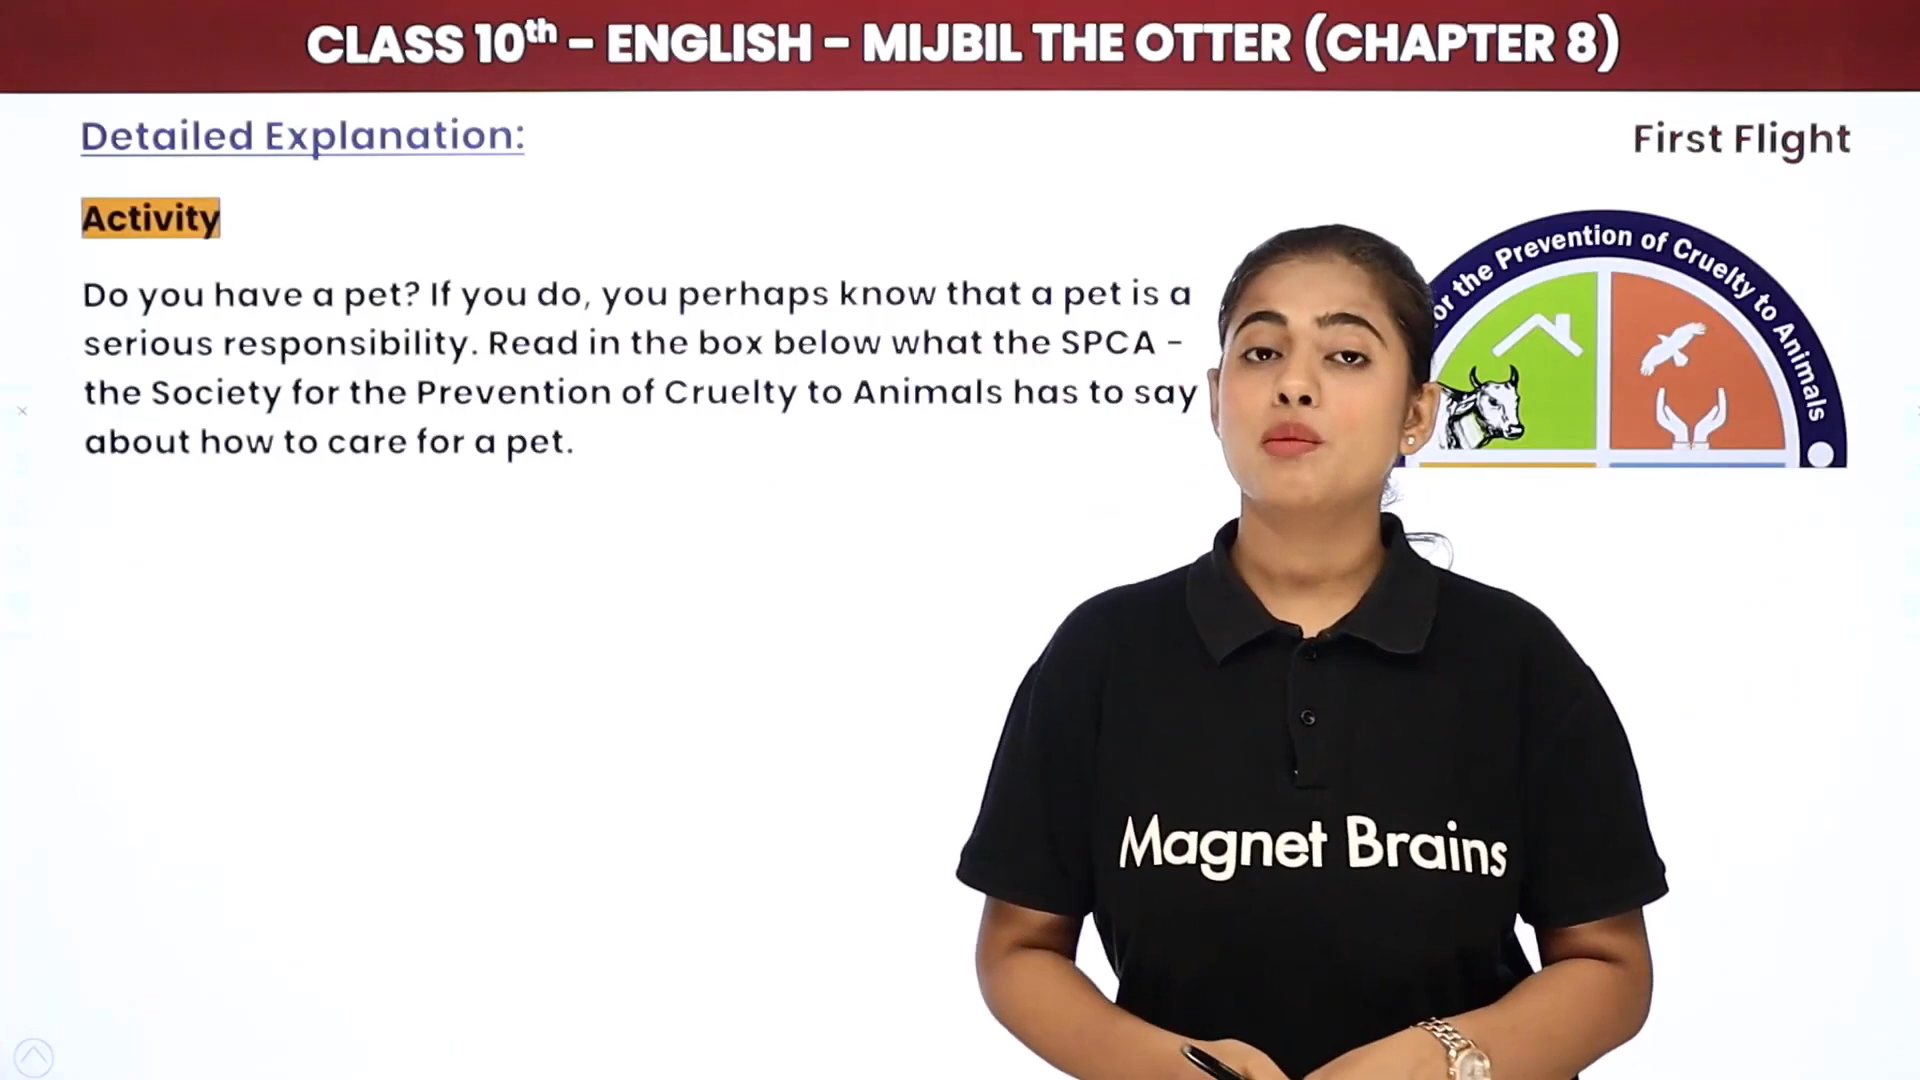 CLASS 10th - ENGLISH - MIJBIL THE OTTER (CHAPTER 8)
Detailed Explanation:
First Flight
Activity
Do you have a pet? If you do, you perhaps know that a pet is a
serious responsibility. Read in the box below what the SPCA -
the Society for the Prevention of Cruelty to Animals has to say
about how to care for a pet.
the Prevention of Cruelty to Animals
Magnet Brains